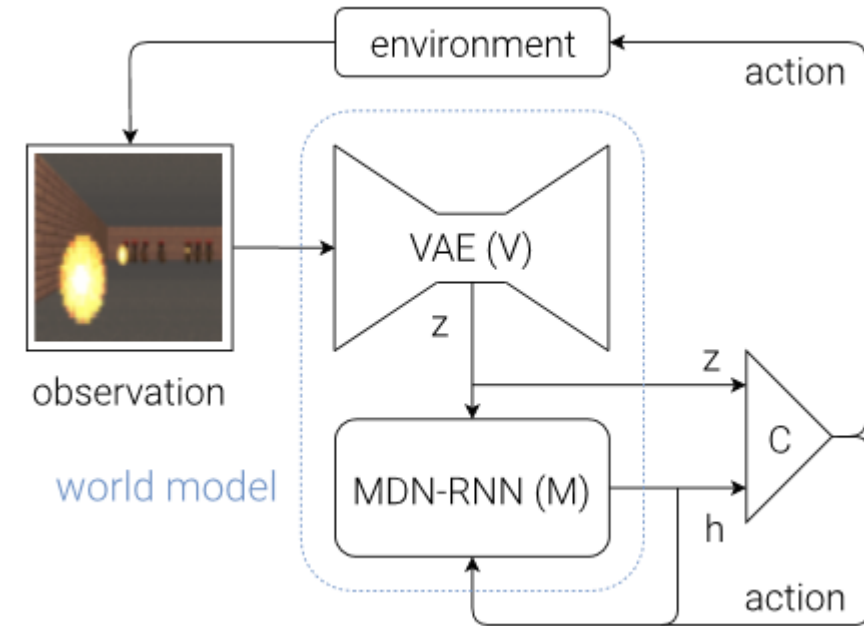 environment
action
VAE (V)
z
z
observation
C
world model
MDN-RNN (M)
h
action